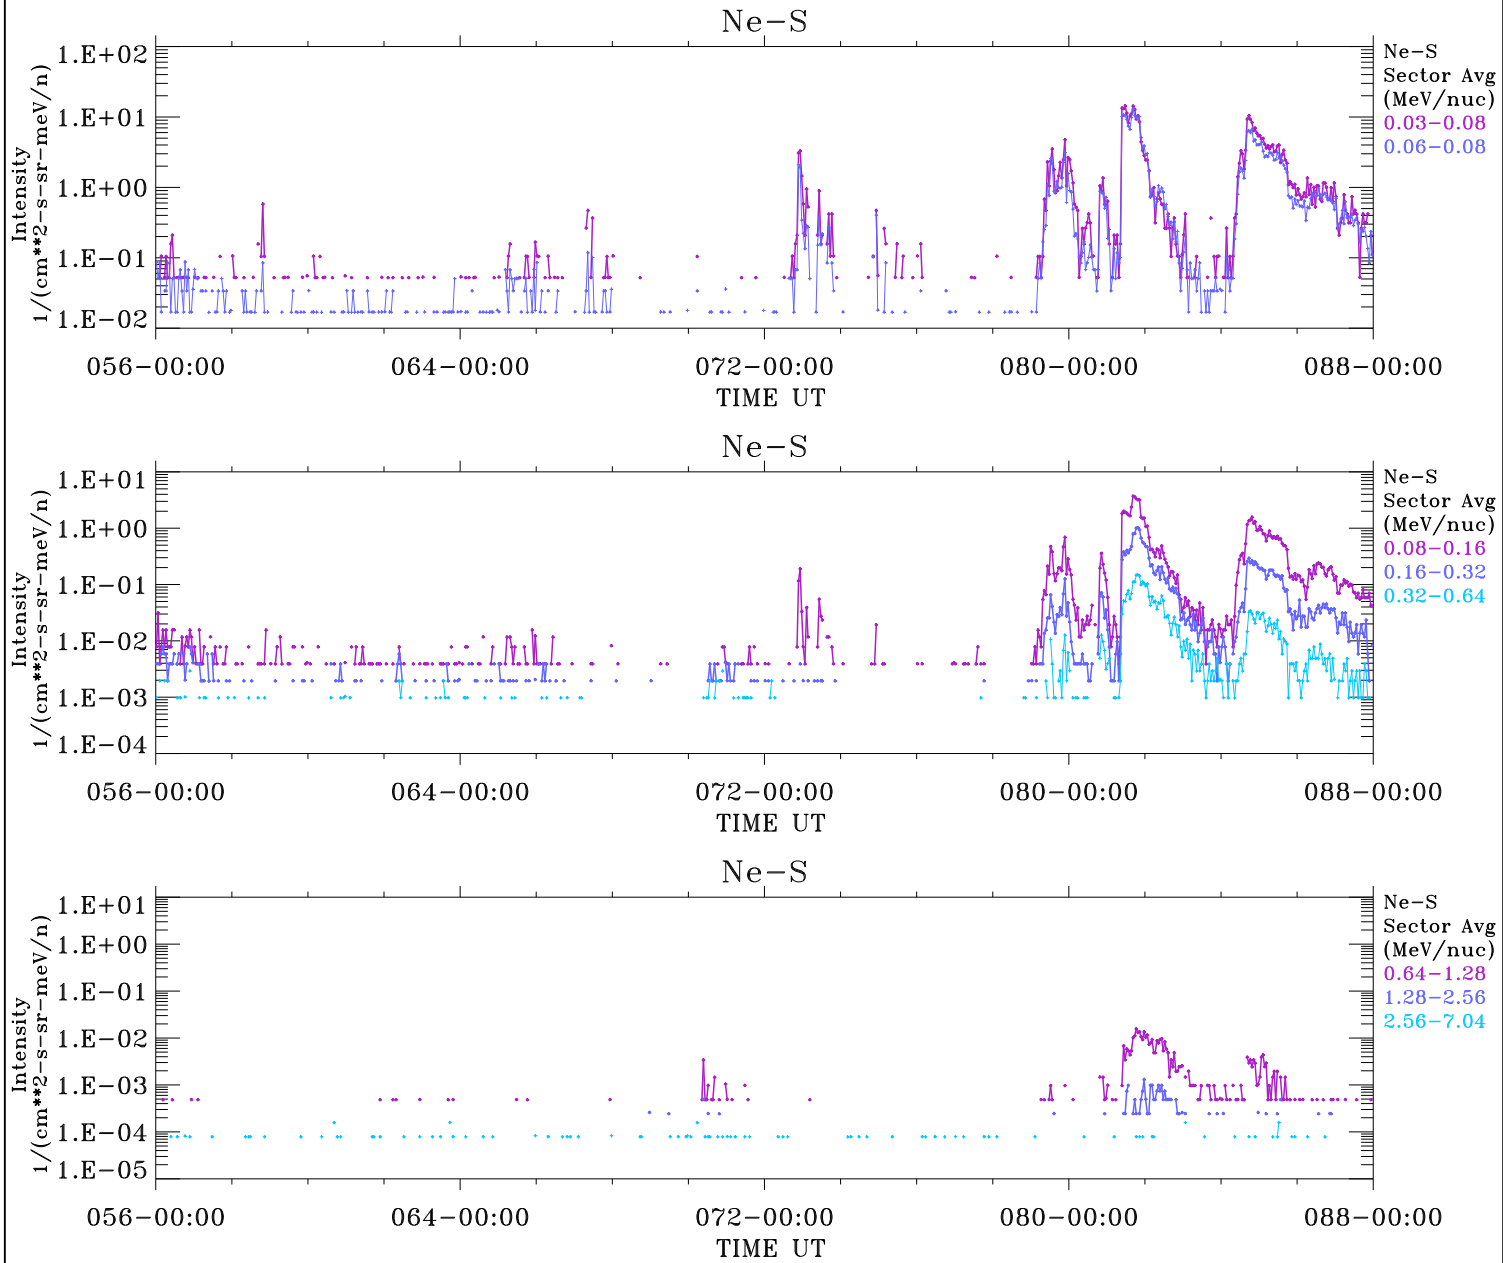 Ne-S
1.E+02
1.E+01
1.E+00
1.E-01
1.E-02
Intensity
1/(cm**2-s-sr-meV/n)
056-00:00 064-00:00 072-00:00 080-00:00 088-00:00
TIME UT
Ne-S
Sector Avg
(MeV/nuc)
0.03-0.08
0.06-0.08
Ne-S
1.E+01
1.E+00
1.E-01
1.E-02
1.E-03
1.E-04
Intensity
1/(cm**2-s-sr-meV/n)
056-00:00 064-00:00 072-00:00 080-00:00 088-00:00
TIME UT
Ne-S
Sector Avg
(MeV/nuc)
0.08-0.16
0.16-0.32
0.32-0.64
Ne-S
1.E+01
1.E+00
1.E-01
1.E-02
1.E-03
1.E-04
1.E-05
Intensity
1/(cm**2-s-sr-meV/n)
056-00:00 064-00:00 072-00:00 080-00:00 088-00:00
TIME UT
Ne-S
Sector Avg
(MeV/nuc)
0.64-1.28
1.28-2.56
2.56-7.04